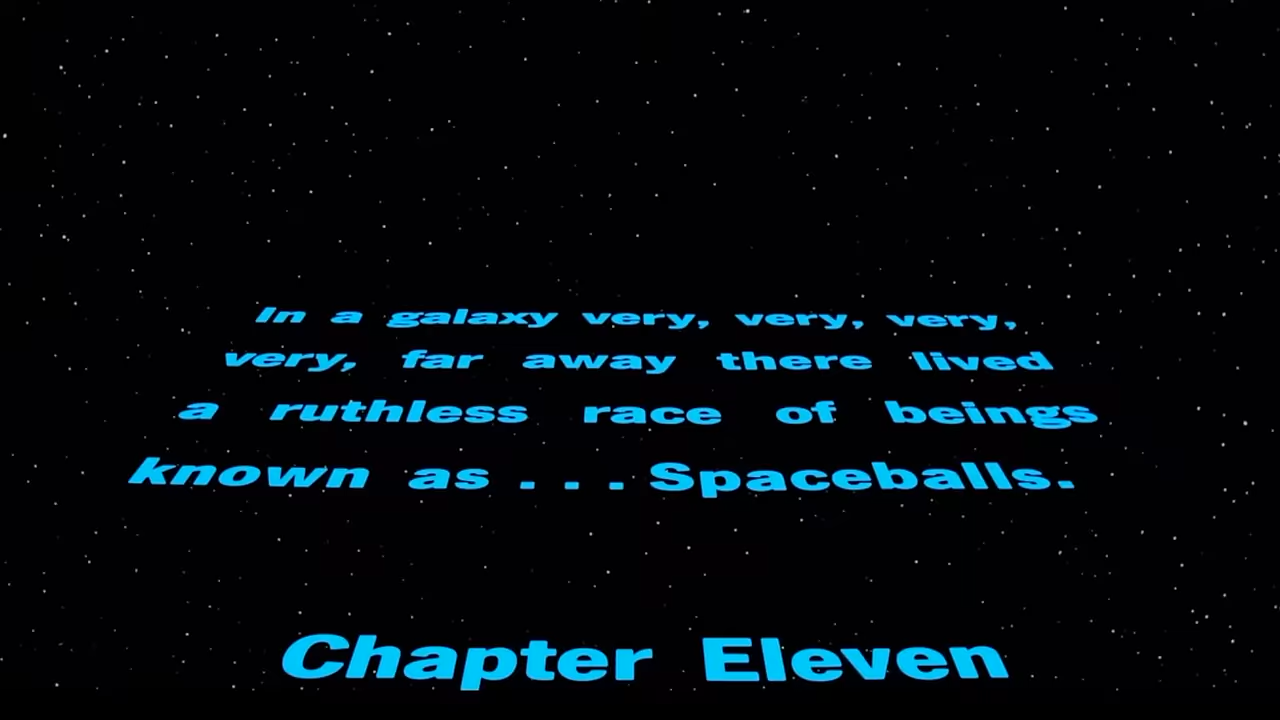 In a galaxy very, very, very,
very, far away there lived
a ruthless race of beings
known as . . . Spaceballs.
Chapter Eleven